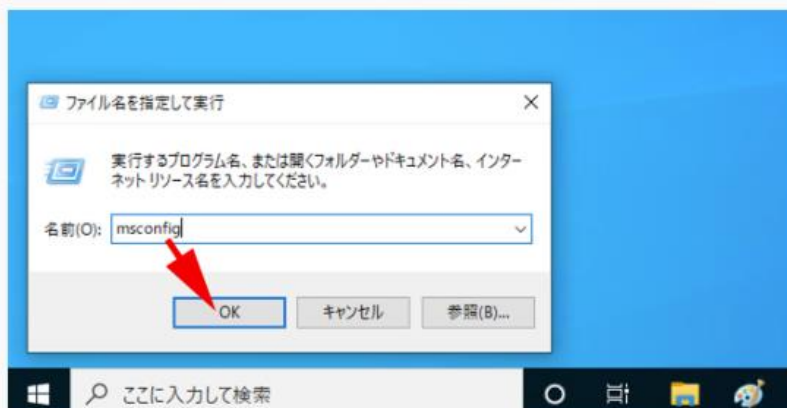 ファイル名を指定して実行
実行するプログラム名、または開くフォルダーやドキュメント名、インター
ネット リソース名を入力してください。
名前(O): msconfig
OK キャンセル 参照(B)...
ここに入力して検索